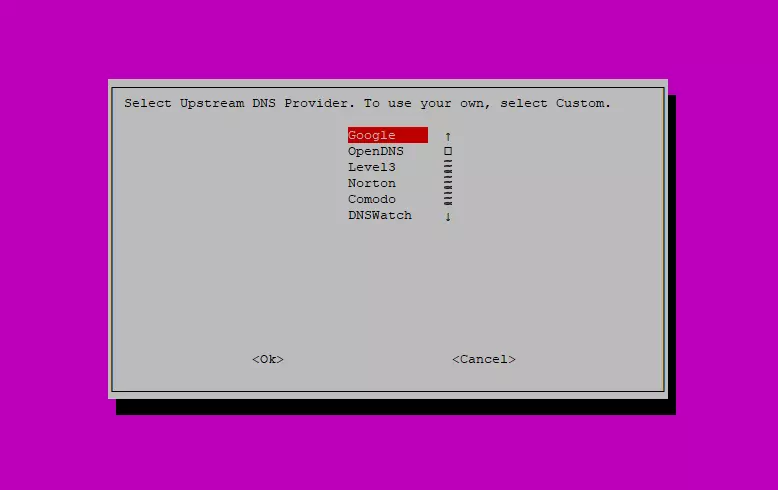 Select Upstream DNS Provider. To use your own, select Custom.
Google ↑
OpenDNS
Level3
Norton
Comodo
DNSWatch ↓
<Ok> <Cancel>